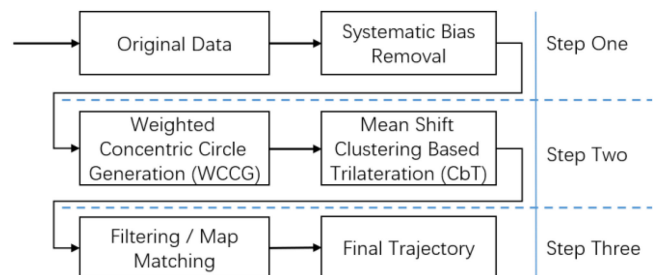 Original Data
Systematic Bias
Removal
Step One
Weighted
Concentric Circle
Generation (WCCG)
Mean Shift
Clustering Based
Trilateration (CbT)
Step Two
Filtering / Map
Matching
Final Trajectory
Step Three